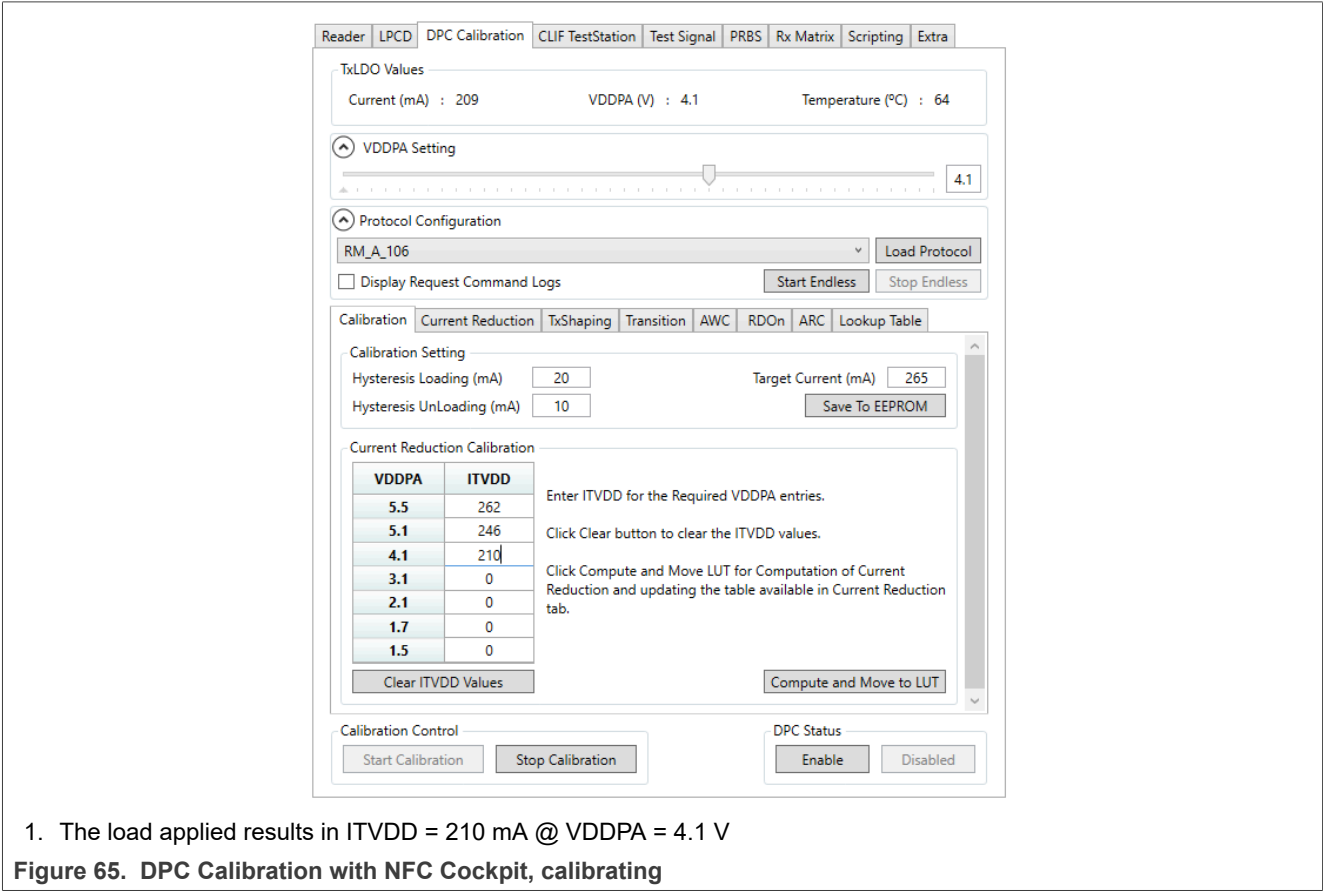 Reader LPCD DPC Calibration CLIF TestStation Test Signal PRBS Rx Matrix Scripting Extra
TxLDO Values
Current (mA) : 209 VDDPA (V) : 4.1 Temperature (ºC) : 64
VDDPA Setting
4.1
Protocol Configuration
RM_A_106 Load Protocol
Display Request Command Logs Start Endless Stop Endless
Calibration Current Reduction TxShaping Transition AWC RDOn ARC Lookup Table
Calibration Setting
Hysteresis Loading (mA) 20 Target Current (mA) 265
Hysteresis UnLoading (mA) 10 Save To EEPROM
Current Reduction Calibration
VDDPA ITVDD
5.5 262
5.1 246
4.1 210
3.1 0
2.1 0
1.7 0
1.5 0
Enter ITVDD for the Required VDDPA entries.
Click Clear button to clear the ITVDD values.
Click Compute and Move LUT for Computation of Current
Reduction and updating the table available in Current Reduction
tab.
Clear ITVDD Values Compute and Move to LUT
Calibration Control DPC Status
Start Calibration Stop Calibration Enable Disabled
1. The load applied results in ITVDD = 210 mA @ VDDPA = 4.1 V
Figure 65. DPC Calibration with NFC Cockpit, calibrating